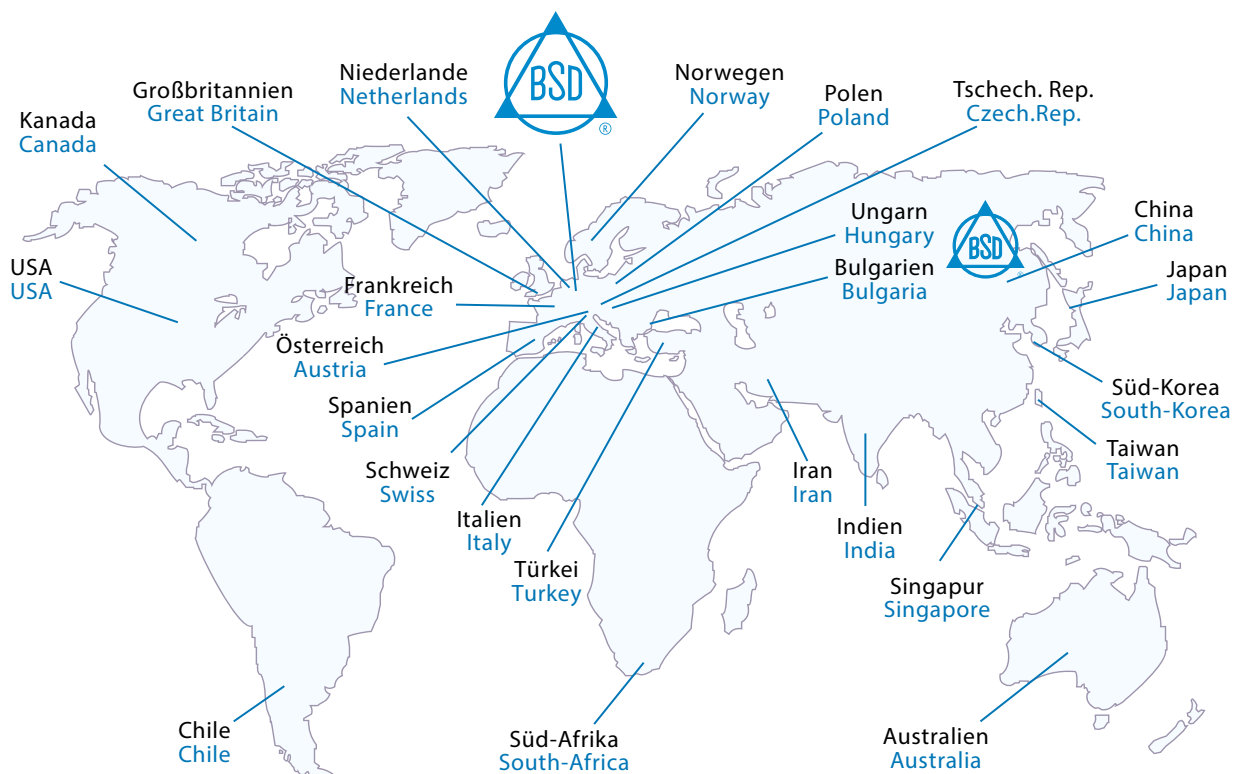 BSD
®
Niederlande
Netherlands
Norwegen
Norway
Großbritannien
Great Britain
Polen
Poland
Tschech. Rep.
Czech.Rep.
Kanada
Canada
Ungarn
Hungary
BSD
®
China
China
USA
USA
Frankreich
France
Bulgarien
Bulgaria
Japan
Japan
Österreich
Austria
Süd-Korea
South-Korea
Spanien
Spain
Taiwan
Taiwan
Schweiz
Swiss
Iran
Iran
Italien
Italy
Indien
India
Türkei
Turkey
Singapur
Singapore
Chile
Chile
Süd-Afrika
South-Africa
Australien
Australia